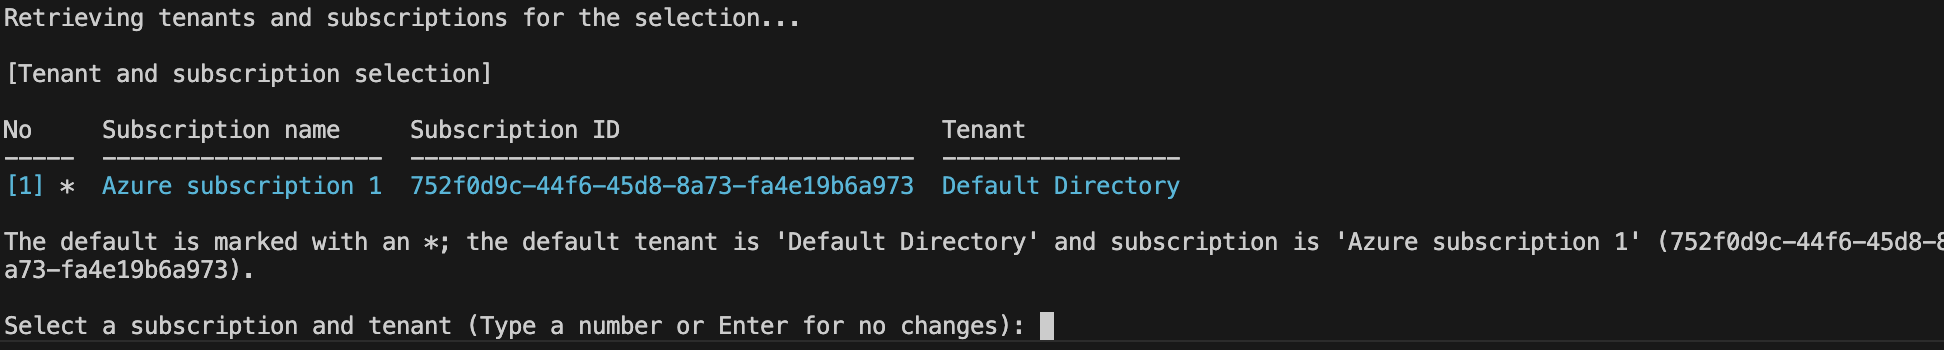 Retrieving tenants and subscriptions for the selection...
[Tenant and subscription selection]
No     Subscription name    Subscription ID                       Tenant
-----  -------------------  ------------------------------------  -----------------
[1] *  Azure subscription 1  752f0d9c-44f6-45d8-8a73-fa4e19b6a973  Default Directory
The default is marked with an *; the default tenant is 'Default Directory' and subscription is 'Azure subscription 1' (752f0d9c-44f6-45d8-8
a73-fa4e19b6a973).
Select a subscription and tenant (Type a number or Enter for no changes):